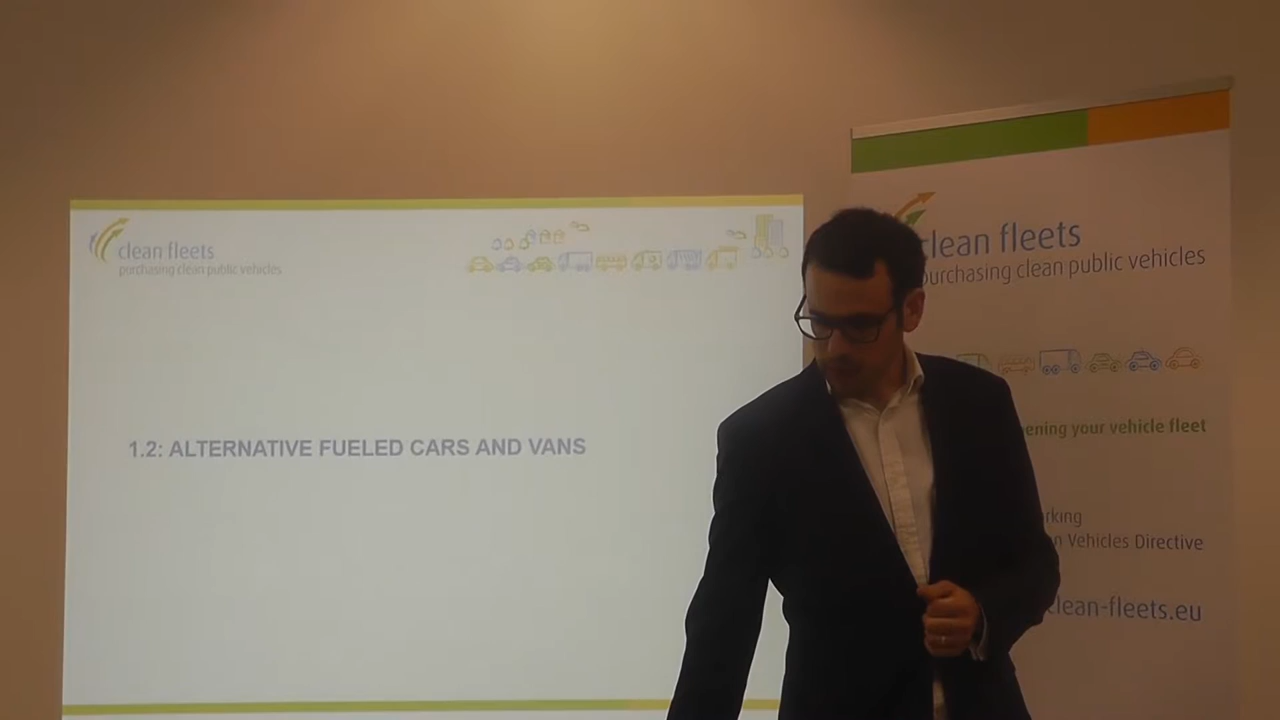 clean fleets
purchasing clean public vehicles
1.2: ALTERNATIVE FUELED CARS AND VANS
clean fleets
purchasing clean public vehicles
ening your vehicle fleet
rking
n Vehicles Directive
clean-fleets.eu